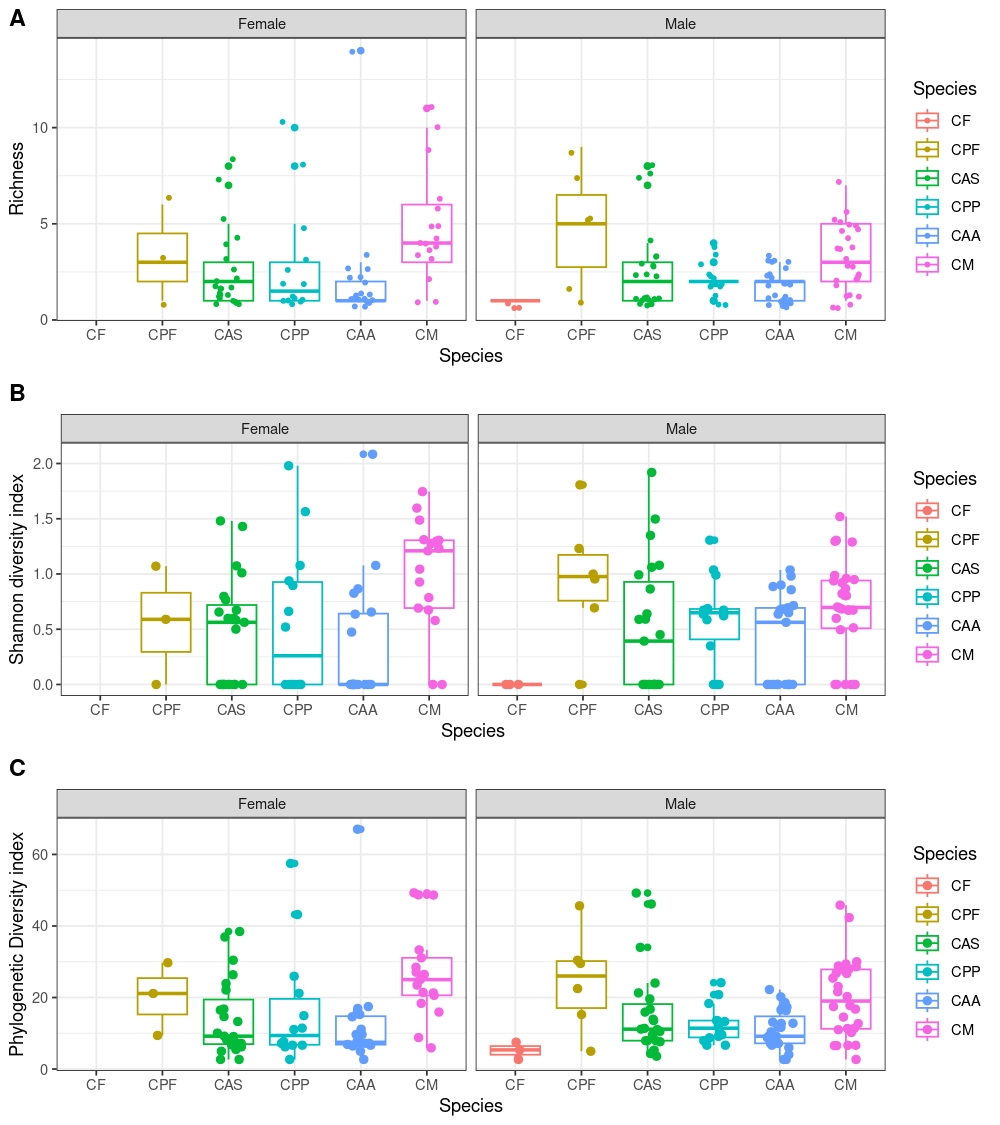 A
Female
Male
Richness
10
5
0
CF CPF CAS CPP CAA CM
CF CPF CAS CPP CAA CM
Species
Species
CF
CPF
CAS
CPP
CAA
CM
B
Female
Male
Shannon diversity index
2.0
1.5
1.0
0.5
0.0
CF CPF CAS CPP CAA CM
CF CPF CAS CPP CAA CM
Species
Species
CF
CPF
CAS
CPP
CAA
CM
C
Female
Male
Phylogenetic Diversity index
60
40
20
0
CF CPF CAS CPP CAA CM
CF CPF CAS CPP CAA CM
Species
Species
CF
CPF
CAS
CPP
CAA
CM